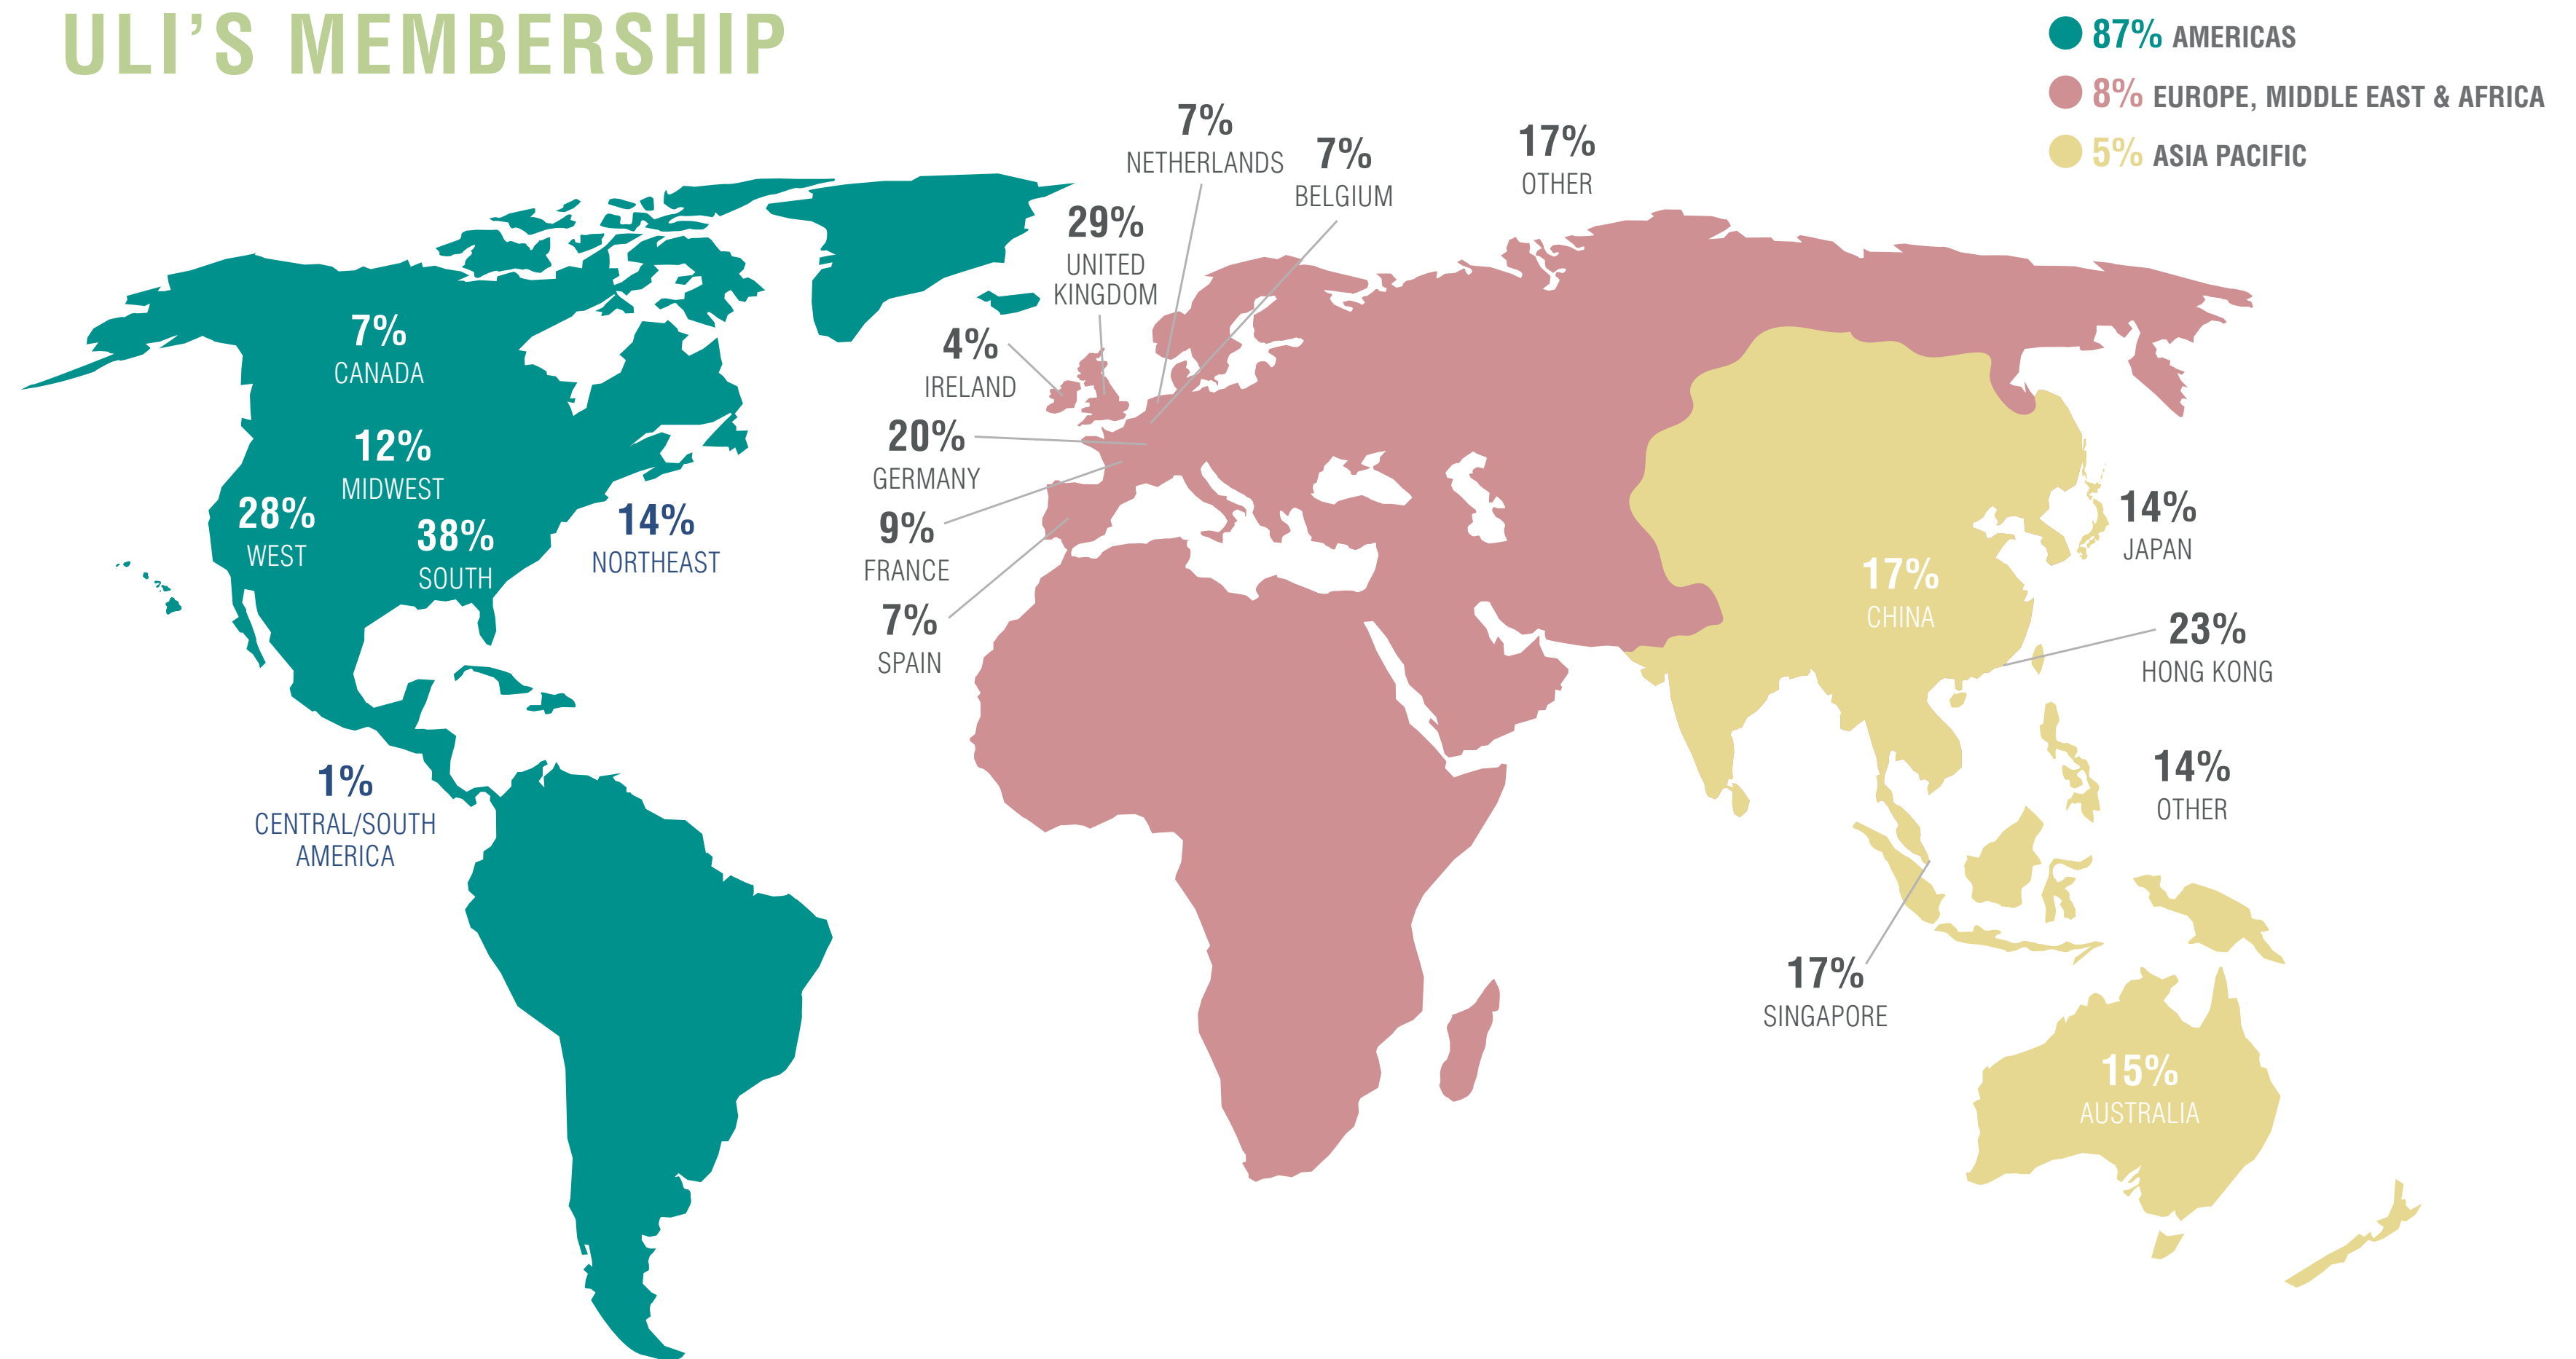 ULI'S MEMBERSHIP
87% AMERICAS
8% EUROPE, MIDDLE EAST & AFRICA
5% ASIA PACIFIC
7%
CANADA
12%
MIDWEST
28%
WEST
38%
SOUTH
14%
NORTHEAST
1%
CENTRAL/SOUTH
AMERICA
7%
NETHERLANDS
7%
BELGIUM
17%
OTHER
29%
UNITED
KINGDOM
4%
IRELAND
20%
GERMANY
9%
FRANCE
7%
SPAIN
14%
JAPAN
17%
CHINA
23%
HONG KONG
14%
OTHER
17%
SINGAPORE
15%
AUSTRALIA